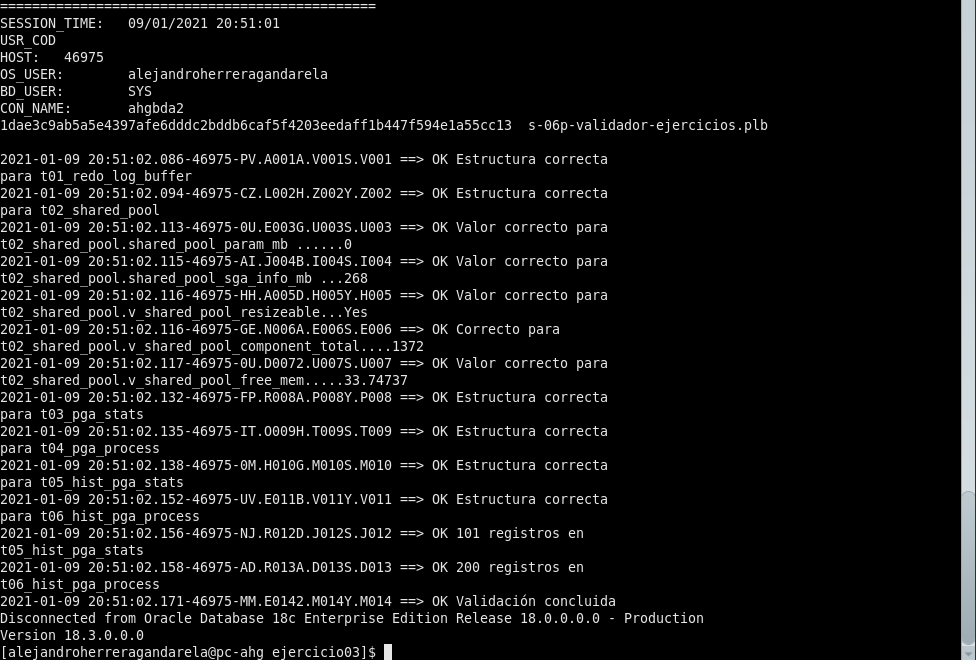 ===============================================
SESSION_TIME:   09/01/2021 20:51:01
USR_COD
HOST:   46975
OS_USER:        alejandroherreragandarela
BD_USER:        SYS
CON_NAME:       ahgbda2
1dae3c9ab5a5e4397afe6dddc2bddb6caf5f4203eedaff1b447f594e1a55cc13  s-06p-validador-ejercicios.plb
2021-01-09 20:51:02.086-46975-PV.A001A.V001S.V001 ==> OK Estructura correcta
para t01_redo_log_buffer
2021-01-09 20:51:02.094-46975-CZ.L002H.Z002Y.Z002 ==> OK Estructura correcta
para t02_shared_pool
2021-01-09 20:51:02.113-46975-0U.E003G.U003S.U003 ==> OK Valor correcto para
t02_shared_pool.shared_pool_param_mb ......0
2021-01-09 20:51:02.115-46975-AI.J004B.I004S.I004 ==> OK Valor correcto para
t02_shared_pool.shared_pool_sga_info_mb ...268
2021-01-09 20:51:02.116-46975-HH.A005D.H005Y.H005 ==> OK Valor correcto para
t02_shared_pool.v_shared_pool_resizeable...Yes
2021-01-09 20:51:02.116-46975-GE.N006A.E006S.E006 ==> OK Correcto para
t02_shared_pool.v_shared_pool_component_total....1372
2021-01-09 20:51:02.117-46975-0U.D0072.U007S.U007 ==> OK Valor correcto para
t02_shared_pool.v_shared_pool_free_mem.....33.74737
2021-01-09 20:51:02.132-46975-FP.R008A.P008Y.P008 ==> OK Estructura correcta
para t03_pga_stats
2021-01-09 20:51:02.135-46975-IT.O009H.T009S.T009 ==> OK Estructura correcta
para t04_pga_process
2021-01-09 20:51:02.138-46975-0M.H010G.M010S.M010 ==> OK Estructura correcta
para t05_hist_pga_stats
2021-01-09 20:51:02.152-46975-UV.E011B.V011Y.V011 ==> OK Estructura correcta
para t06_hist_pga_process
2021-01-09 20:51:02.156-46975-NJ.R012D.J012S.J012 ==> OK 101 registros en
t05_hist_pga_stats
2021-01-09 20:51:02.158-46975-AD.R013A.D013S.D013 ==> OK 200 registros en
t06_hist_pga_process
2021-01-09 20:51:02.171-46975-MM.E0142.M014Y.M014 ==> OK Validación concluida
Disconnected from Oracle Database 18c Enterprise Edition Release 18.0.0.0.0 - Production
Version 18.3.0.0.0
[alejandroherreragandarela@pc-ahg ejercicio03]$